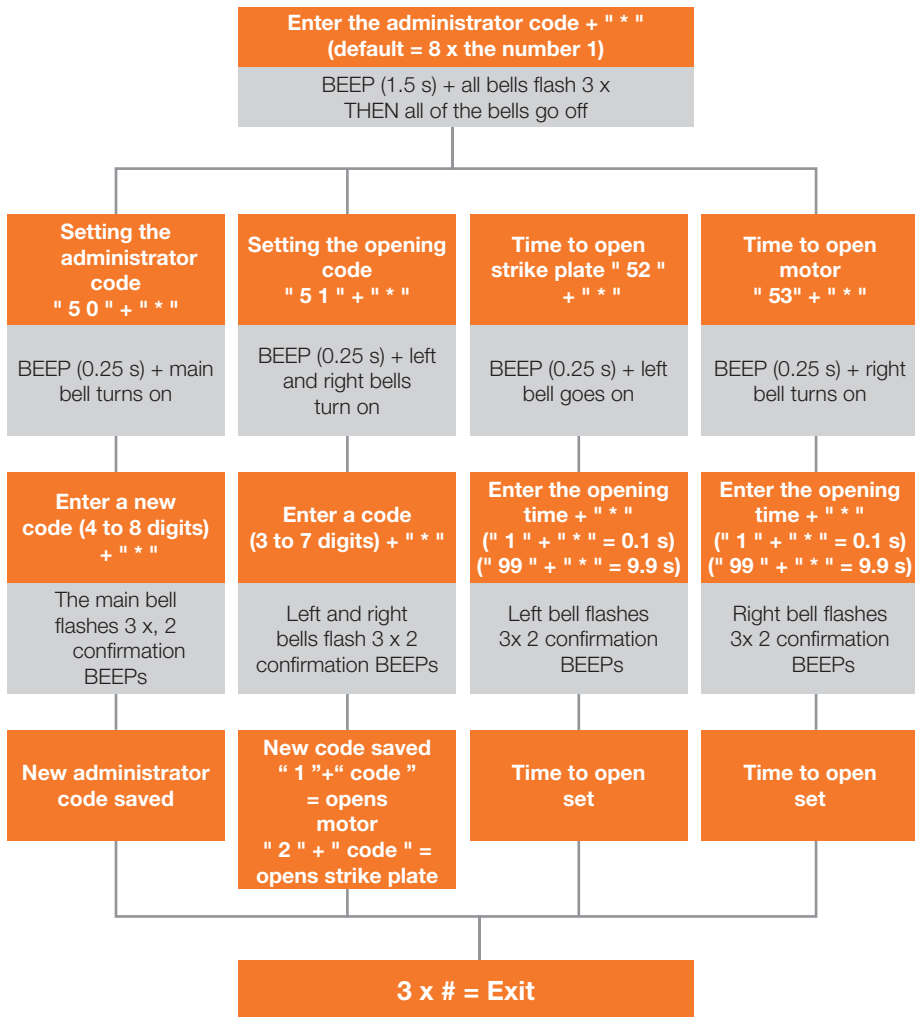 Enter the administrator code + " * "
(default = 8 x the number 1)
BEEP (1.5 s) + all bells flash 3 x
THEN all of the bells go off
Setting the
administrator
code
" 5 0 " + " * "
BEEP (0.25 s) + main
bell turns on
Enter a new
code (4 to 8 digits)
+ " * "
The main bell
flashes 3 x, 2
confirmation
BEEPs
New administrator
code saved
Setting the opening
code
" 5 1 " + " * "
BEEP (0.25 s) + left
and right bells
turn on
Enter a code
(3 to 7 digits) + " * "
Left and right
bells flash 3 x 2
confirmation BEEPs
New code saved
“ 1 ”+“ code ”
= opens
motor
" 2 " + " code " =
opens strike plate
Time to open
strike plate " 52 "
+ " * "
BEEP (0.25 s) + left
bell goes on
Enter the opening
time + " * "
(" 1 " + " * " = 0.1 s)
(" 99 " + " * " = 9.9 s)
Left bell flashes
3x 2 confirmation
BEEPs
Time to open
set
Time to open
motor
" 53" + " * "
BEEP (0.25 s) + right
bell turns on
Enter the opening
time + " * "
(" 1 " + " * " = 0.1 s)
(" 99 " + " * " = 9.9 s)
Right bell flashes
3x 2 confirmation
BEEPs
Time to open
set
3 x # = Exit